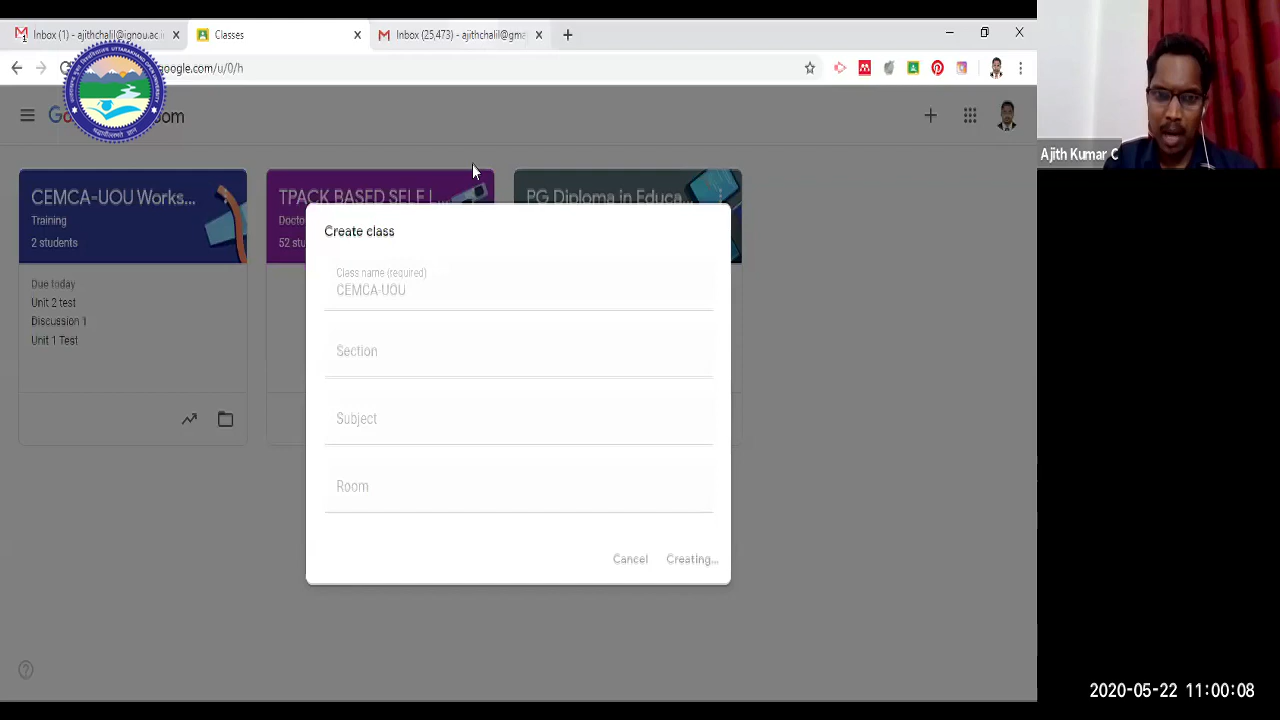 Inbox (1) - ajithchalil@ignou.ac.i
Classes
Inbox (25,473) - ajithchalil@gma
google.com/u/0/h
CEMCA-UOU Works...
Training
2 students
Due today
Unit 2 test
Discussion 1
Unit 1 Test
TPACK BASED SELF L...
Docto
52 stu
PG Diploma in Educa...
Create class
Class name (required)
CEMCA-UOU
Section
Subject
Room
Cancel
Creating...
Ajith Kumar C
2020-05-22 11:00:08